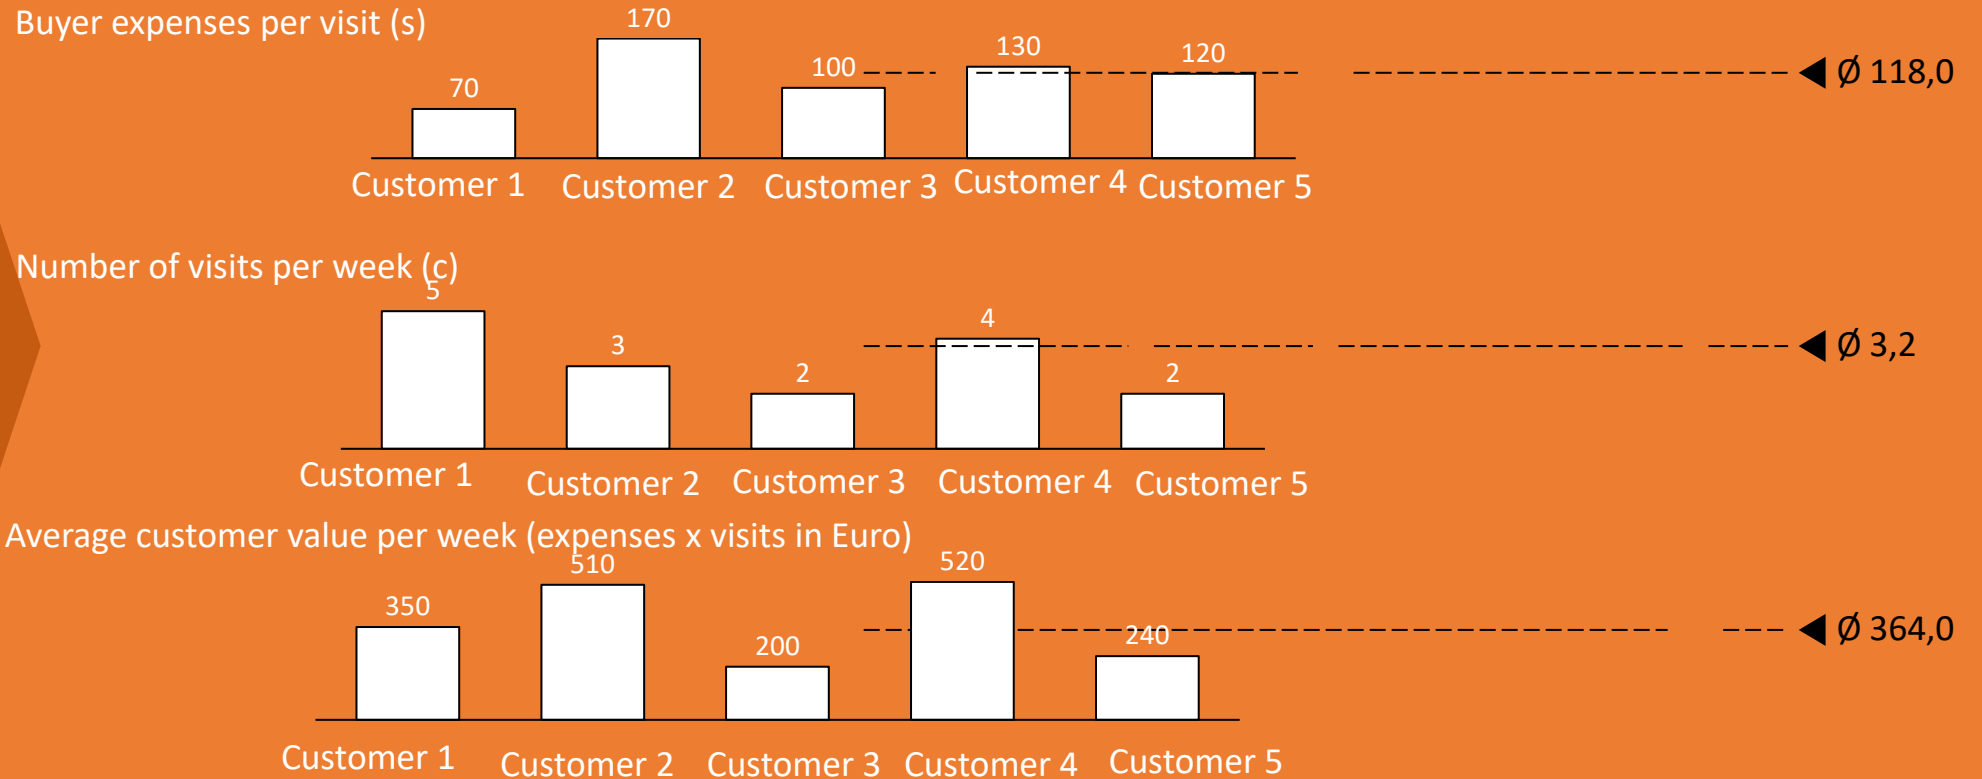 Buyer expenses per visit (s)
70
170
100
130
120
Ø 118,0
Customer 1
Customer 2
Customer 3
Customer 4
Customer 5
Number of visits per week (c)
5
3
2
4
2
Ø 3,2
Customer 1
Customer 2
Customer 3
Customer 4
Customer 5
Average customer value per week (expenses x visits in Euro)
350
510
200
520
240
Ø 364,0
Customer 1
Customer 2
Customer 3
Customer 4
Customer 5